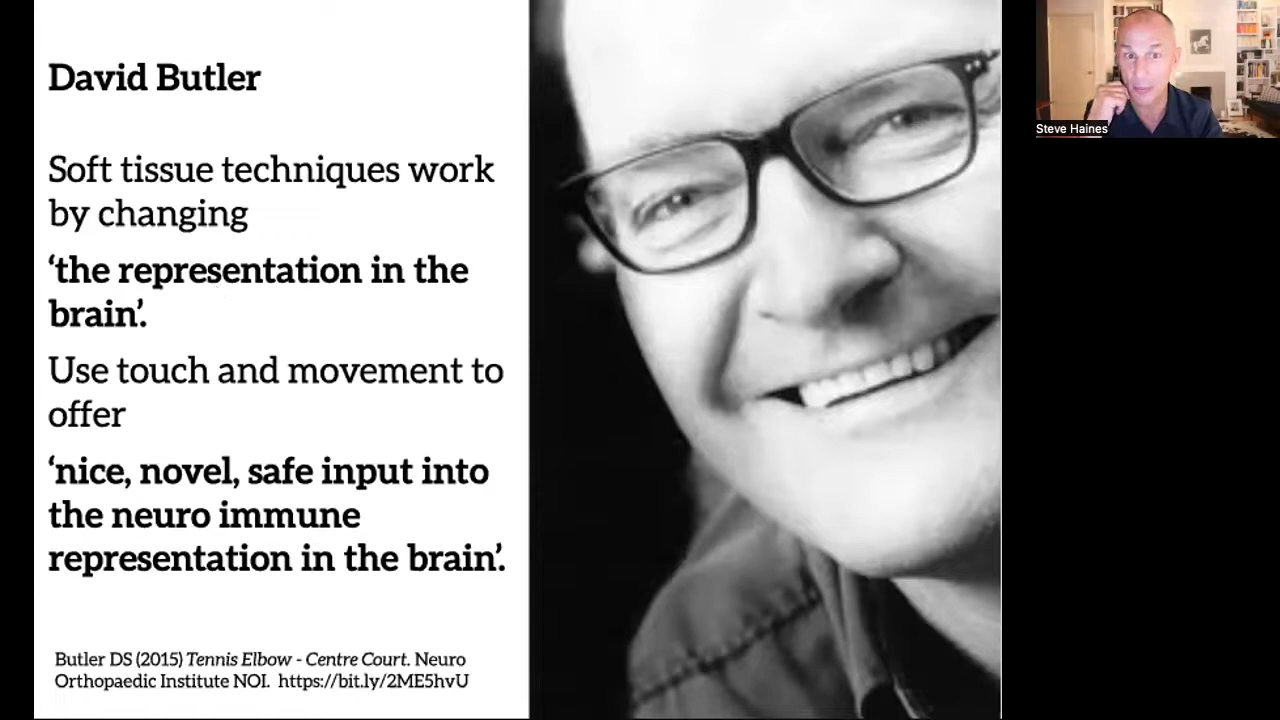 David Butler
Soft tissue techniques work
by changing
‘the representation in the
brain’.
Use touch and movement to
offer
‘nice, novel, safe input into
the neuro immune
representation in the brain’.
Butler DS (2015) Tennis Elbow - Centre Court. Neuro
Orthopaedic Institute NOI.  https://bit.ly/2ME5hvU
Steve Haines